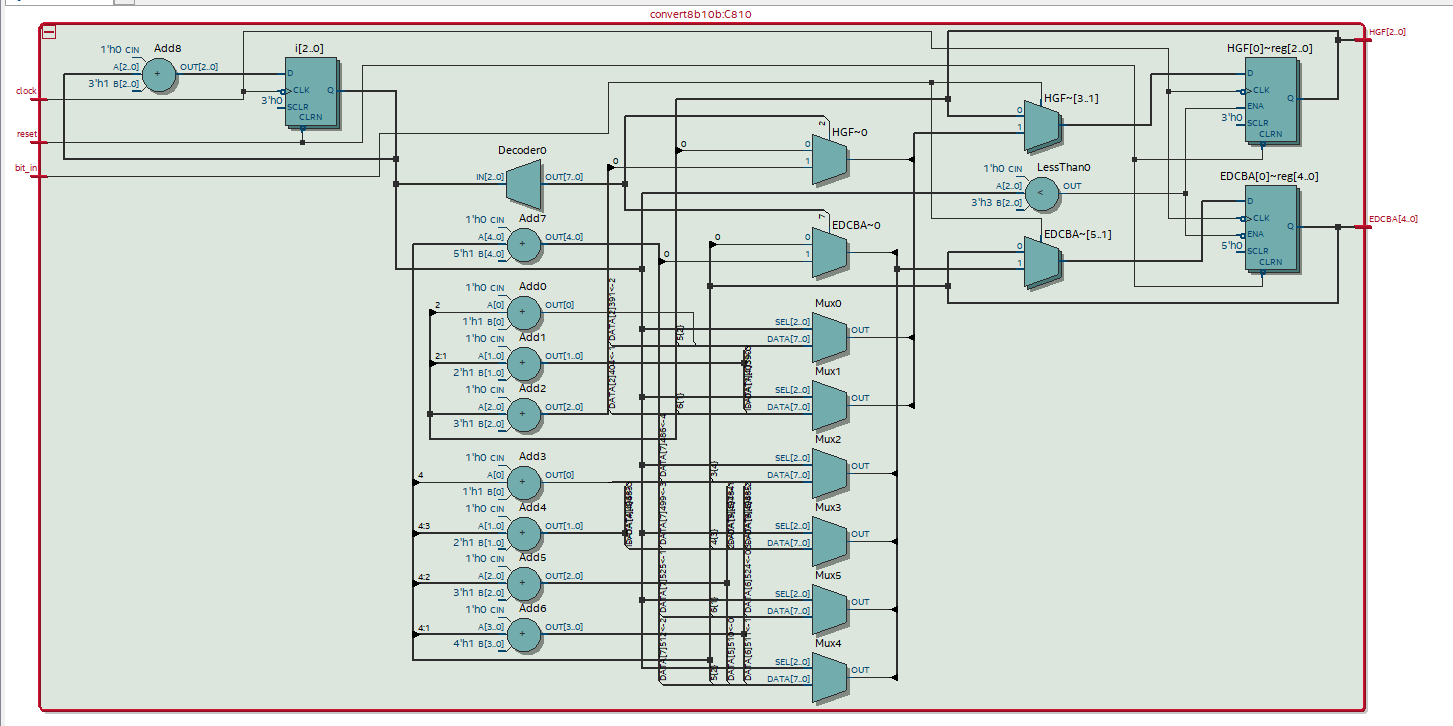 convert8b10b:C810
clock
reset
bit_in
1'h0 CIN
Add8
A[2..0]
OUT[2..0]
3'h1 B[2..0]
i[2..0]
D
CLK
Q
3'h0
SCLR
CLRN
Decoder0
IN[2..0]
OUT[7..0]
1'h0 CIN
Add7
A[4..0]
OUT[4..0]
5'h1 B[4..0]
1'h0 CIN
Add0
2
A[0]
OUT[0]
1'h1 B[0]
1'h0 CIN
Add1
2:1
A[1..0]
OUT[1..0]
2'h1 B[1..0]
1'h0 CIN
Add2
A[2..0]
OUT[2..0]
3'h1 B[2..0]
1'h0 CIN
Add3
4
A[0]
OUT[0]
1'h1 B[0]
1'h0 CIN
Add4
4:3
A[1..0]
OUT[1..0]
2'h1 B[1..0]
1'h0 CIN
Add5
4:2
A[2..0]
OUT[2..0]
3'h1 B[2..0]
1'h0 CIN
Add6
4:1
A[3..0]
OUT[3..0]
4'h1 B[3..0]
2
HGF~0
0
0
0
1
7
EDCBA~0
0
0
0
1
Mux0
SEL[2..0]
DATA[7..0]
OUT
Mux1
SEL[2..0]
DATA[7..0]
OUT
Mux2
SEL[2..0]
DATA[7..0]
OUT
Mux3
SEL[2..0]
DATA[7..0]
OUT
Mux5
SEL[2..0]
DATA[7..0]
OUT
Mux4
SEL[2..0]
DATA[7..0]
OUT
HGF~[3..1]
0
1
1'h0 CIN
LessThan0
A[2..0]
<
OUT
3'h3 B[2..0]
EDCBA~[5..1]
0
1
HGF[0]~reg[2..0]
D
CLK
ENA
Q
3'h0
SCLR
CLRN
EDCBA[0]~reg[4..0]
D
CLK
ENA
Q
5'h0
SCLR
CLRN
HGF[2..0]
EDCBA[4..0]